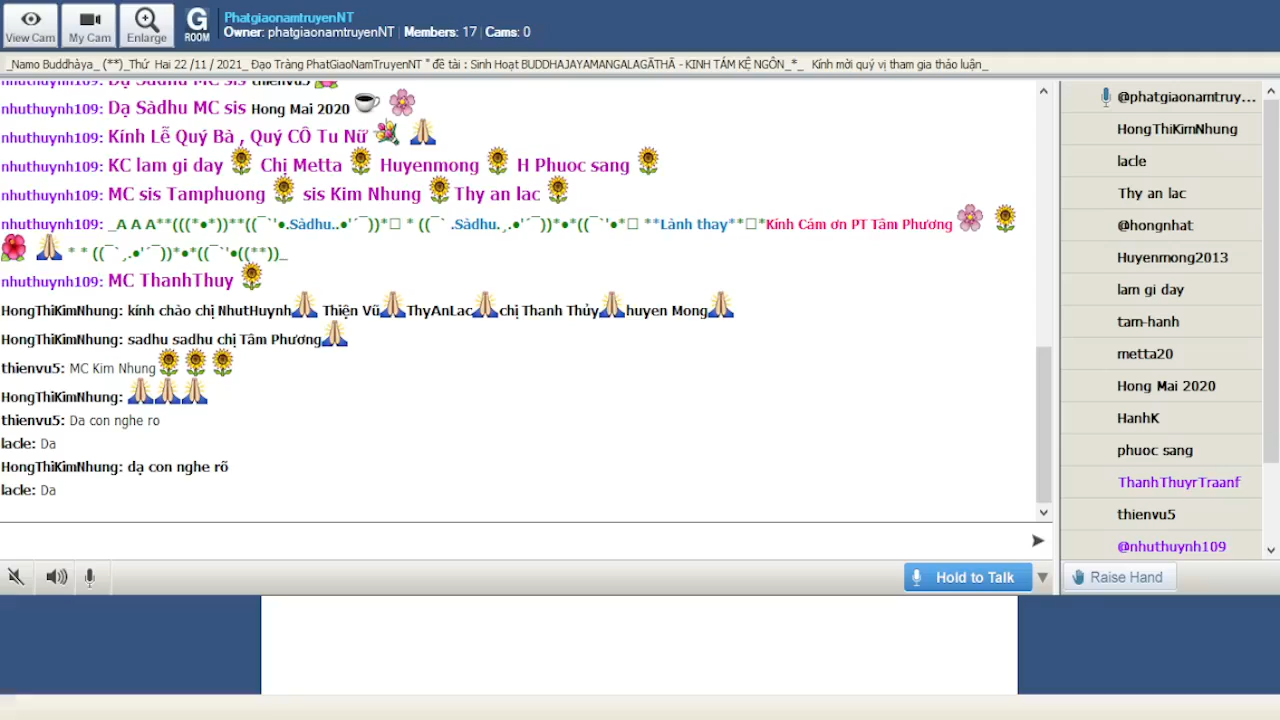 View Cam
My Cam
Enlarge
G
ROOM
PhatgiaonamtruyenNT
Owner: phatgiaonamtruyenNT | Members: 17 | Cams: 0
_Namo Buddhàya_ (**)_Thứ Hai 22 /11 / 2021_ Đạo Tràng PhatGiaoNamTruyenNT " đề tài : Sinh Hoạt BUDDHAJAYAMANGALAGĀTHĀ - KINH TÁM KỆ NGÔN_*_ Kính mời quý vị tham gia thảo luận_
nhuthuynh109: Dạ Sàdhu MC sis thienvu5
nhuthuynh109: Dạ Sàdhu MC sis Hong Mai 2020
nhuthuynh109: Kính Lễ Quý Bà , Quý CÔ Tu Nữ
nhuthuynh109: KC lam gi day Chị Metta Huyenmong H Phuoc sang
nhuthuynh109: MC sis Tamphuong sis Kim Nhung Thy an lac
nhuthuynh109: _A A A**(((*•*))**((¯`'•.Sàdhu..•'´¯))*□ * ((¯` .Sàdhu.¸.•'´¯))*•*((¯`'•*□ **Lành thay**□*Kính Cám ơn PT Tâm Phương
* * ((¯`¸.•'´¯))*•*((¯`'•((**))_
nhuthuynh109: MC ThanhThuy
HongThiKimNhung: kính chào chị NhutHuynh Thiện Vũ ThyAnLac chị Thanh Thủy huyen Mong
HongThiKimNhung: sadhu sadhu chị Tâm Phương
thienvu5: MC Kim Nhung
HongThiKimNhung:
thienvu5: Da con nghe ro
lacle: Da
HongThiKimNhung: dạ con nghe rõ
lacle: Da
Hold to Talk
@phatgiaonamtruy...
HongThiKimNhung
lacle
Thy an lac
@hongnhat
Huyenmong2013
lam gi day
tam-hanh
metta20
Hong Mai 2020
HanhK
phuoc sang
ThanhThuyrTraanf
thienvu5
@nhuthuynh109
Raise Hand